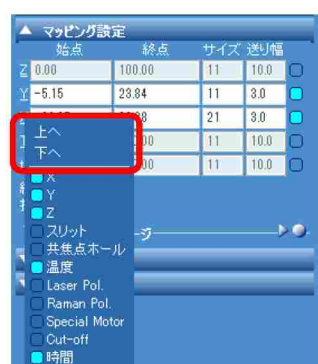 マッピング設定
始点 終点 サイズ 送り幅
Z 0.00 100.00 11 10.0
Y -5.15 23.84 11 3.0
21 3.0
上へ
00 11 10.0
下へ
00 11 10.0
X
Y
Z
スリット
共焦点ホール
温度
Laser Pol.
Raman Pol.
Special Motor
Cut-off
時間